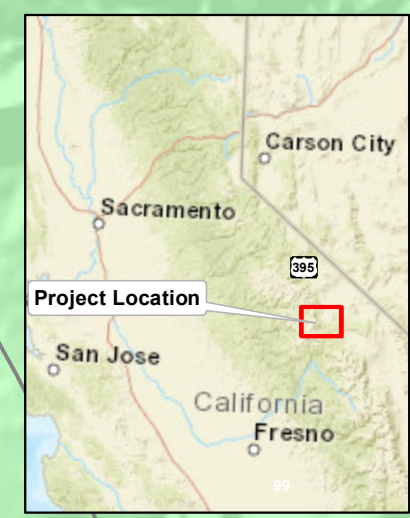 Carson City
Sacramento
395
Project Location
San Jose
California
Fresno
99